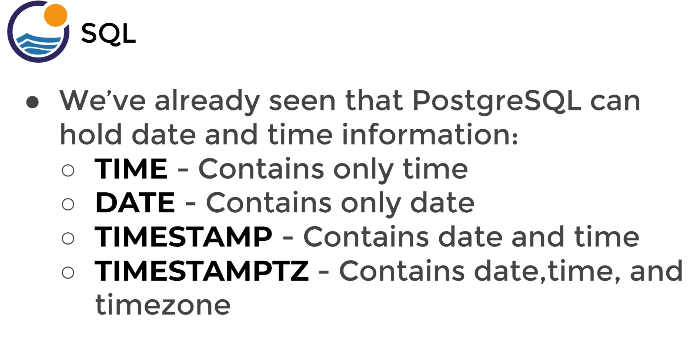 SQL
● We’ve already seen that PostgreSQL can
hold date and time information:
○ TIME - Contains only time
○ DATE - Contains only date
○ TIMESTAMP - Contains date and time
○ TIMESTAMPTZ - Contains date,time, and
timezone